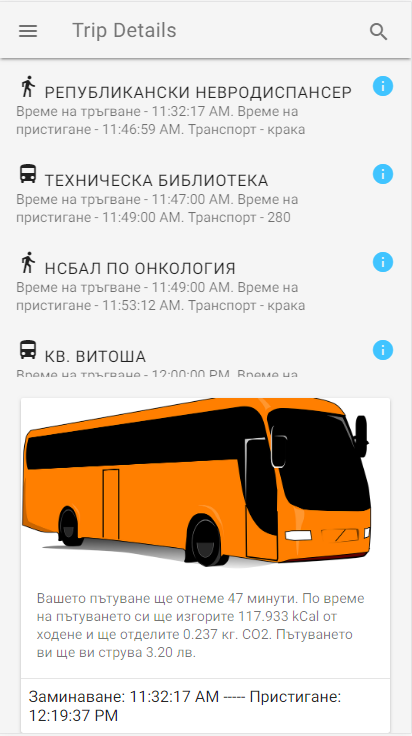 Trip Details
РЕПУБЛИКАНСКИ НЕВРОДИСПАНСЕР
Време на тръгване - 11:32:17 AM. Време на
пристигане - 11:46:59 AM. Транспорт - крака
ТЕХНИЧЕСКА БИБЛИОТЕКА
Време на тръгване - 11:47:00 AM. Време на
пристигане - 11:49:00 AM. Транспорт - 280
НСБАЛ ПО ОНКОЛОГИЯ
Време на тръгване - 11:49:00 AM. Време на
пристигане - 11:53:12 AM. Транспорт - крака
КВ. ВИТОША
Време на тръгване - 12:00:00 PM. Време на
Вашето пътуване ще отнеме 47 минути. По време
на пътуването си ще изгорите 117.933 kCal от
ходене и ще отделите 0.237 кг. CO2. Пътуването
ви ще ви струва 3.20 лв.
Заминаване: 11:32:17 AM ----- Пристигане:
12:19:37 PM